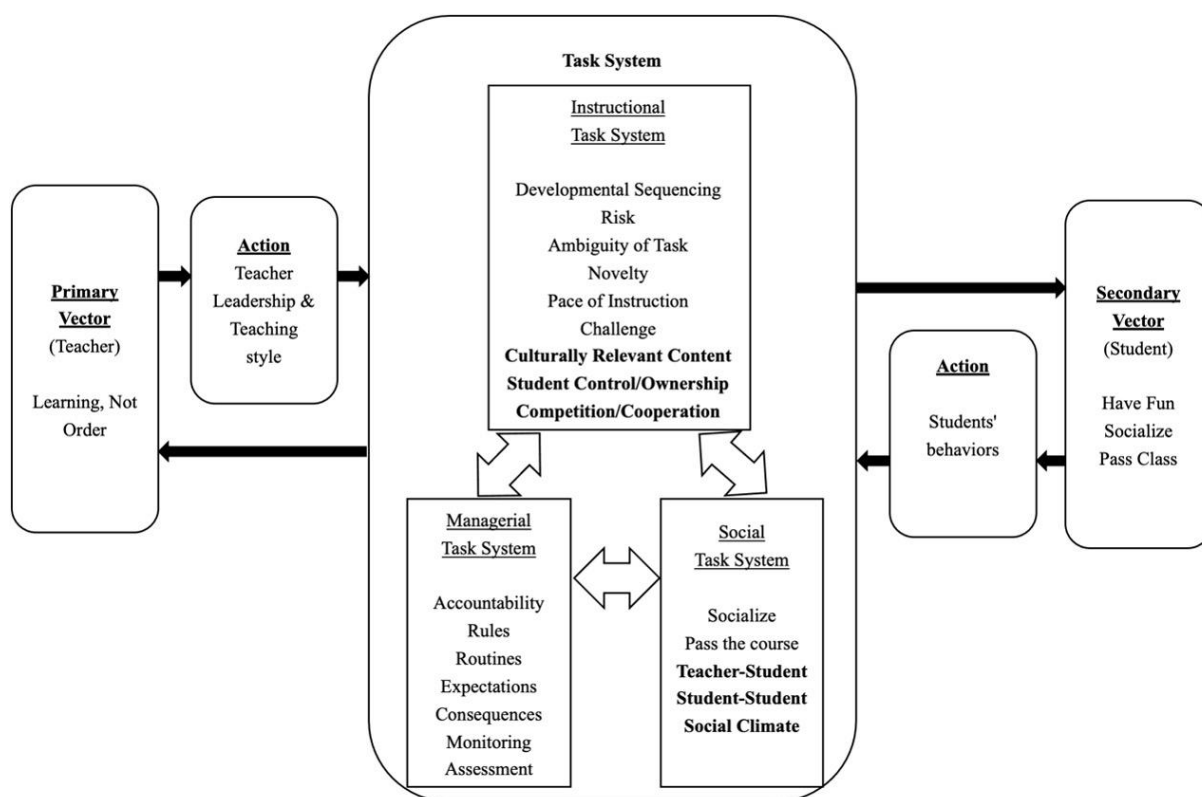 Task System
Instructional
Task System
Developmental Sequencing
Risk
Ambiguity of Task
Novelty
Pace of Instruction
Challenge
Culturally Relevant Content
Student Control/Ownership
Competition/Cooperation
Primary
Vector
(Teacher)
Learning, Not
Order
Action
Teacher
Leadership &
Teaching
style
Managerial
Task System
Accountability
Rules
Routines
Expectations
Consequences
Monitoring
Assessment
Social
Task System
Socialize
Pass the course
Teacher-Student
Student-Student
Social Climate
Action
Students'
behaviors
Secondary
Vector
(Student)
Have Fun
Socialize
Pass Class